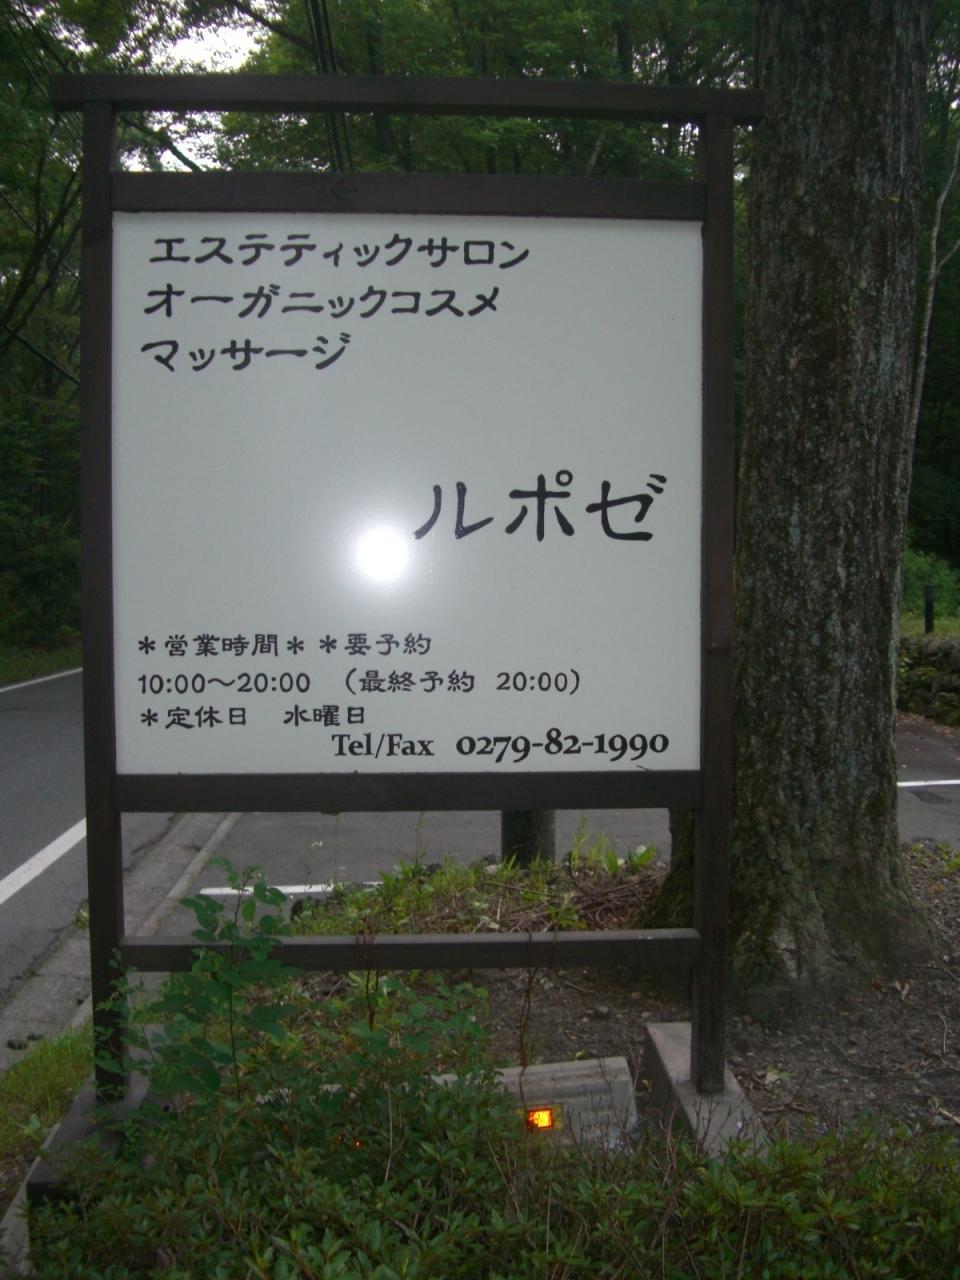 エステティックサロン
オーガニックコスメ
マッサージ
ルポゼ
＊営業時間＊ ＊要予約
10:00〜20:00 （最終予約 20:00）
＊定休日 水曜日
Tel/Fax 0279-82-1990